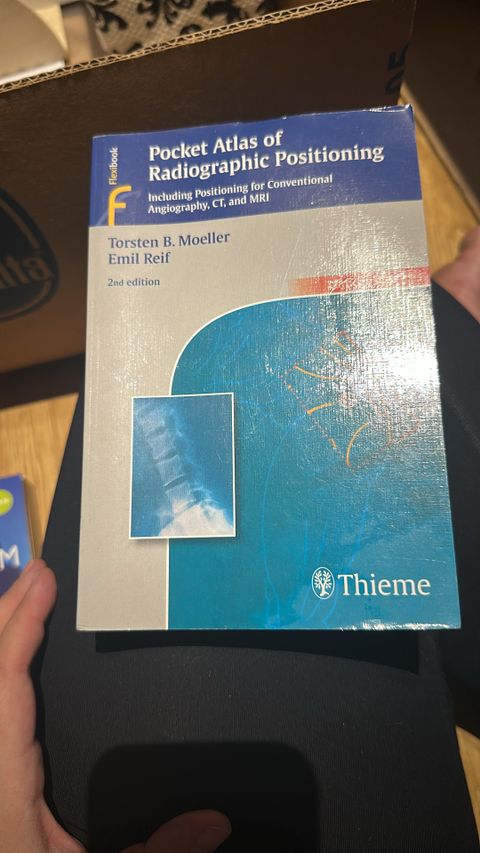 Flexibook
Pocket Atlas of
Radiographic Positioning
Including Positioning for Conventional
Angiography, CT, and MRI
Torsten B. Moeller
Emil Reif
2nd edition
Thieme